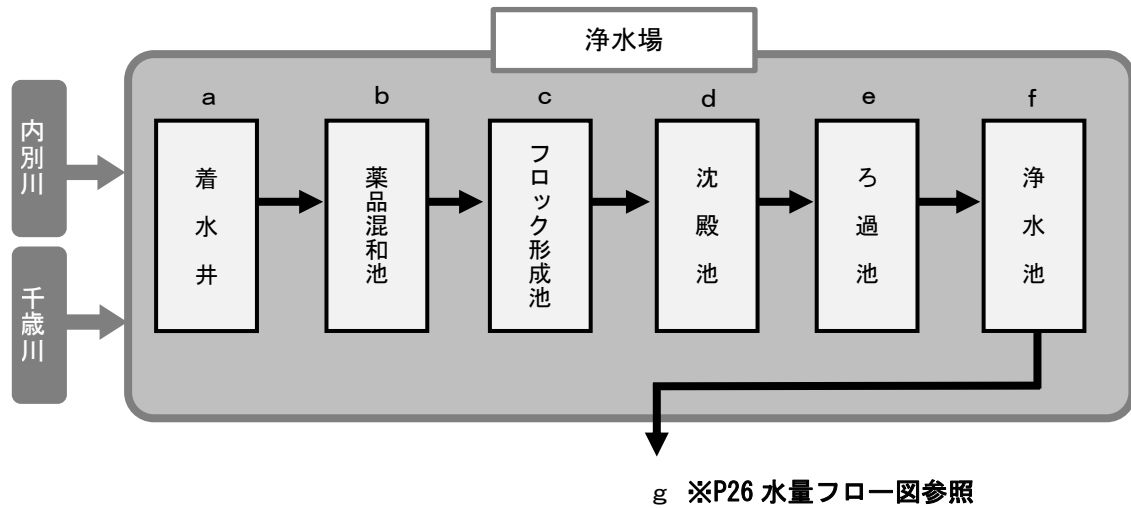 浄水場
a
b
c
d
e
f
内別川
千歳川
着水井
薬品混和池
フロック形成池
沈殿池
ろ過池
浄水池
g ※P26 水量フロー図参照